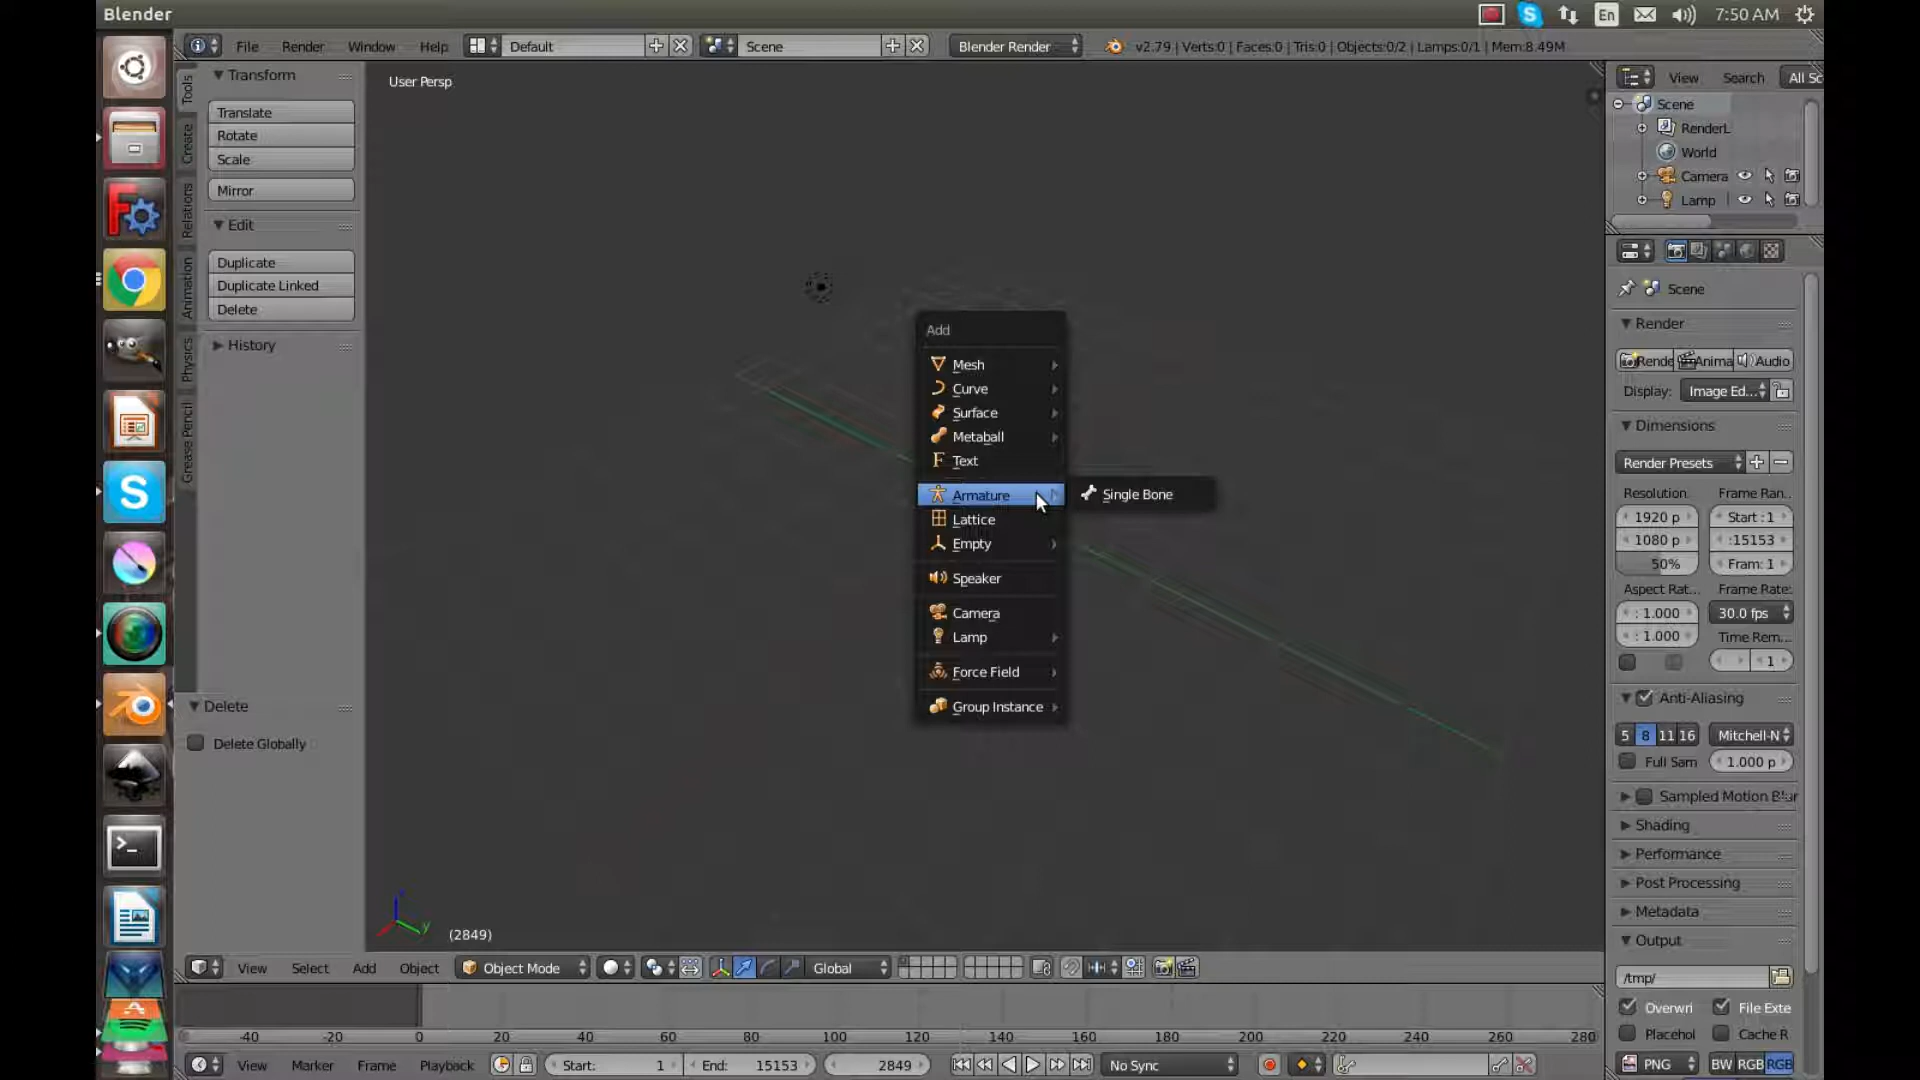 Blender
En
7:50 AM
File Render Window Help Default Scene Blender Render v2.79 | Verts:0 | Faces:0 | Tris:0 | Objects:0/2 | Lamps:0/1 | Mem:8.49M
Tools
Create
Relations
Animation
Physics
Grease Pencil
Transform
Translate
Rotate
Scale
Mirror
Edit
Duplicate
Duplicate Linked
Delete
History
Delete
Delete Globally
User Persp
Add
Mesh
Curve
Surface
Metaball
F Text
Armature
Single Bone
Lattice
Empty
Speaker
Camera
Lamp
Force Field
Group Instance
y
(2849)
View Select Add Object Object Mode Global
-40 -20 0 20 40 60 80 100 120 140 160 180 200 220 240 260 280
View Marker Frame Playback Start: 1 End: 15153 2849 No Sync
View Search All Sc
Scene
RenderL
World
Camera
Lamp
Scene
Render
Rende Anima Audio
Display: Image Ed...
Dimensions
Render Presets
Resolution Frame Ran..
1920 p Start :1
1080 p :15153
50% Fram: 1
Aspect Rat... Frame Rate:
: 1.000 30.0 fps
: 1.000 Time Rem...
1
Anti-Aliasing
5 8 11 16 Mitchell-N
Full Sam 1.000 p
Sampled Motion Blur
Shading
Performance
Post Processing
Metadata
Output
/tmp/
Overwri File Exte
Placehol Cache R
PNG BW RGB RGB